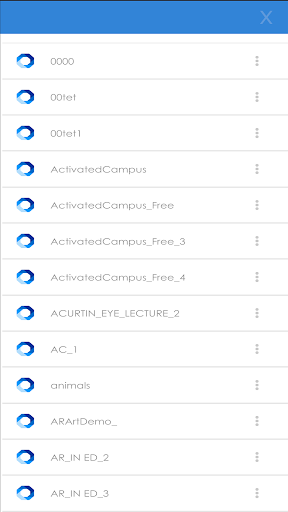 X
0000
00tet
00tet1
ActivatedCampus
ActivatedCampus_Free
ActivatedCampus_Free_3
ActivatedCampus_Free_4
ACURTIN_EYE_LECTURE_2
AC_1
animals
ARArtDemo_
AR_IN ED_2
AR_IN ED_3